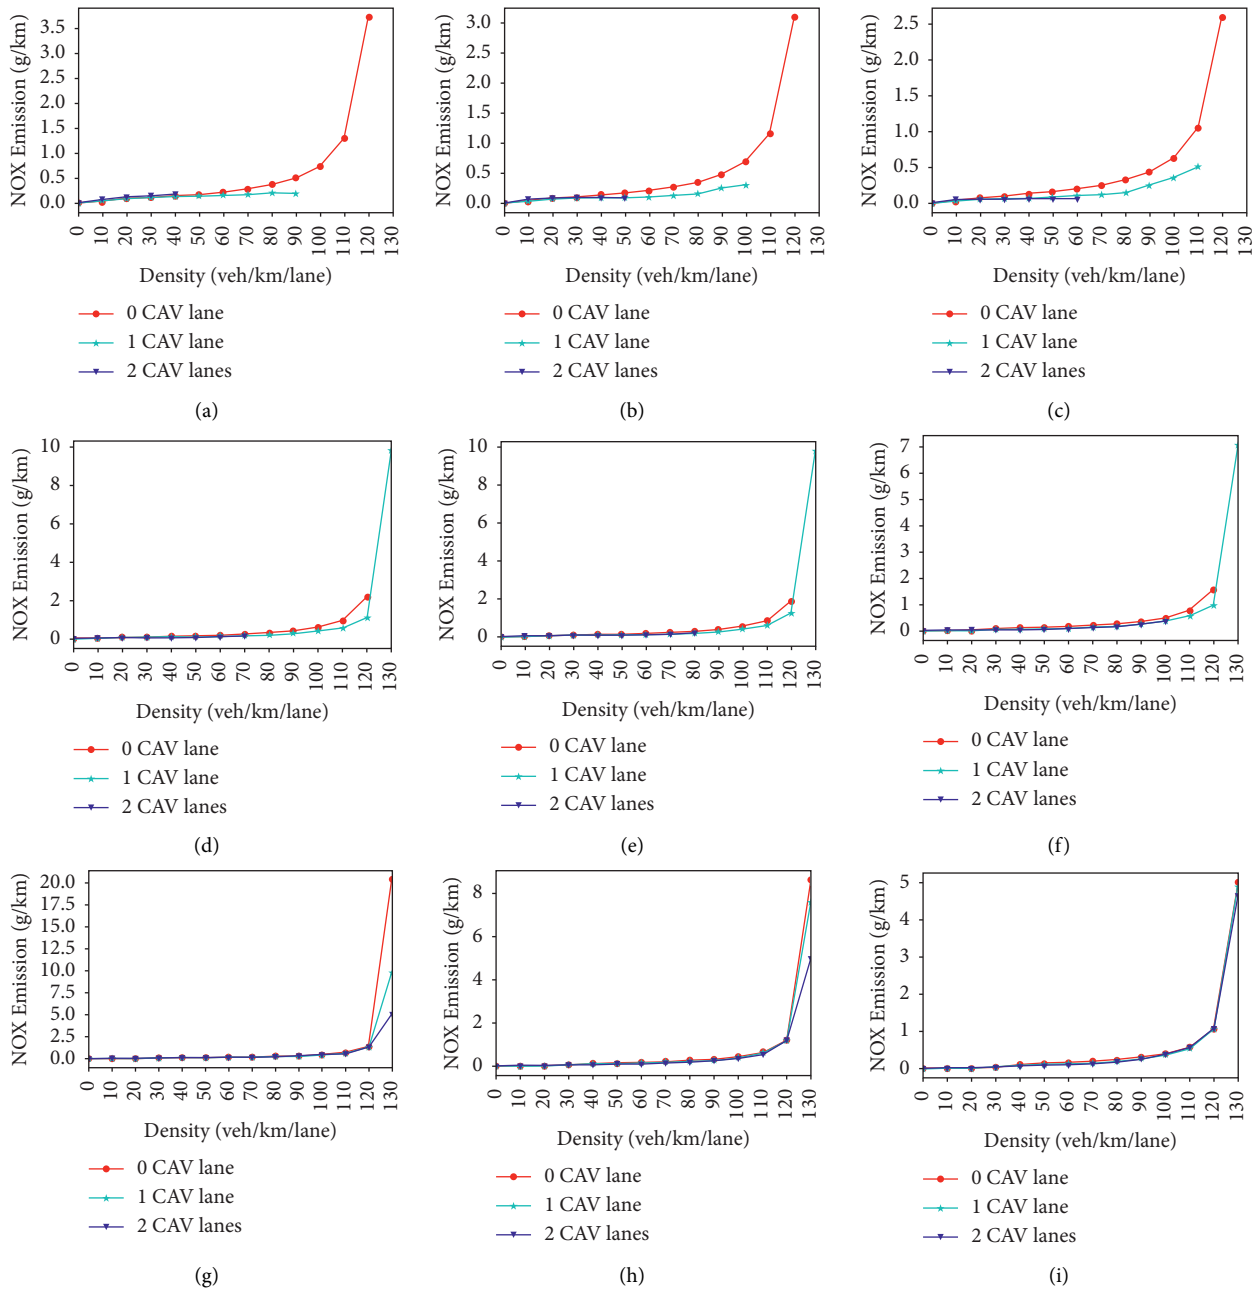 NOX Emission (g/km)
3.5
3.0
2.5
2.0
1.5
1.0
0.5
0.0
0 10 20 30 40 50 60 70 80 90 100 110 120 130
Density (veh/km/lane)
0 CAV lane
1 CAV lane
2 CAV lanes
(a)
NOX Emission (g/km)
3.0
2.5
2.0
1.5
1.0
0.5
0.0
0 10 20 30 40 50 60 70 80 90 100 110 120 130
Density (veh/km/lane)
0 CAV lane
1 CAV lane
2 CAV lanes
(b)
NOX Emission (g/km)
2.5
2.0
1.5
1.0
0.5
0.0
0 10 20 30 40 50 60 70 80 90 100 110 120 130
Density (veh/km/lane)
0 CAV lane
1 CAV lane
2 CAV lanes
(c)
NOX Emission (g/km)
10
8
6
4
2
0
0 10 20 30 40 50 60 70 80 90 100 110 120 130
Density (veh/km/lane)
0 CAV lane
1 CAV lane
2 CAV lanes
(d)
NOX Emission (g/km)
10
8
6
4
2
0
0 10 20 30 40 50 60 70 80 90 100 110 120 130
Density (veh/km/lane)
0 CAV lane
1 CAV lane
2 CAV lanes
(e)
NOX Emission (g/km)
7
6
5
4
3
2
1
0
0 10 20 30 40 50 60 70 80 90 100 110 120 130
Density (veh/km/lane)
0 CAV lane
1 CAV lane
2 CAV lanes
(f)
NOX Emission (g/km)
20.0
17.5
15.0
12.5
10.0
7.5
5.0
2.5
0.0
0 10 20 30 40 50 60 70 80 90 100 110 120 130
Density (veh/km/lane)
0 CAV lane
1 CAV lane
2 CAV lanes
(g)
NOX Emission (g/km)
8
6
4
2
0
0 10 20 30 40 50 60 70 80 90 100 110 120 130
Density (veh/km/lane)
0 CAV lane
1 CAV lane
2 CAV lanes
(h)
NOX Emission (g/km)
5
4
3
2
1
0
0 10 20 30 40 50 60 70 80 90 100 110 120 130
Density (veh/km/lane)
0 CAV lane
1 CAV lane
2 CAV lanes
(i)